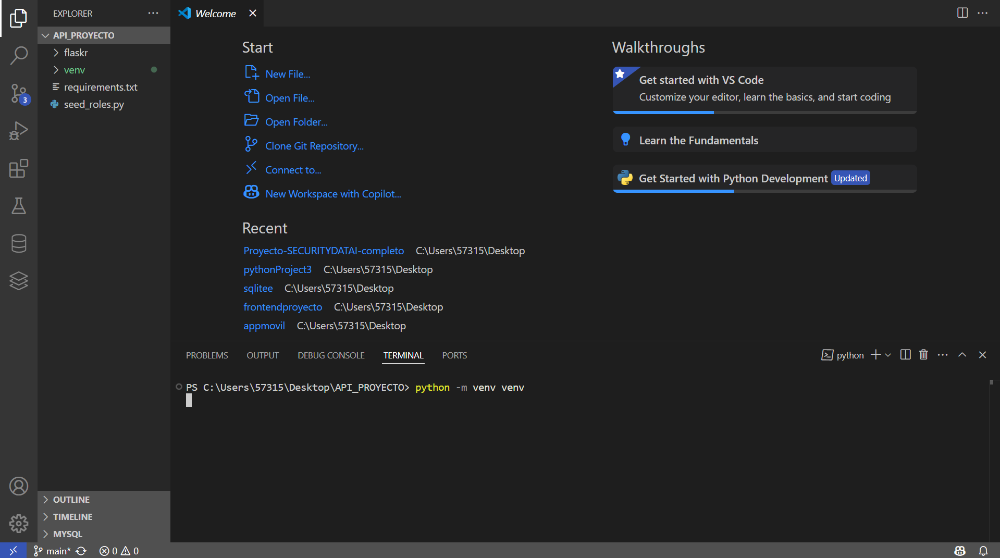 EXPLORER
API_PROYECTO
flaskr
venv
requirements.txt
seed_roles.py
3
OUTLINE
TIMELINE
MYSQL
Welcome
Start
New File...
Open File...
Open Folder...
Clone Git Repository...
Connect to...
New Workspace with Copilot...
Recent
Proyecto-SECURITYDATAI-completo C:\Users\57315\Desktop
pythonProject3 C:\Users\57315\Desktop
sqlitee C:\Users\57315\Desktop
frontendproyecto C:\Users\57315\Desktop
appmovil C:\Users\57315\Desktop
Walkthroughs
Get started with VS Code
Customize your editor, learn the basics, and start coding
Learn the Fundamentals
Get Started with Python Development Updated
PROBLEMS OUTPUT DEBUG CONSOLE TERMINAL PORTS
python
PS C:\Users\57315\Desktop\API_PROYECTO> python -m venv venv
main* 0 0